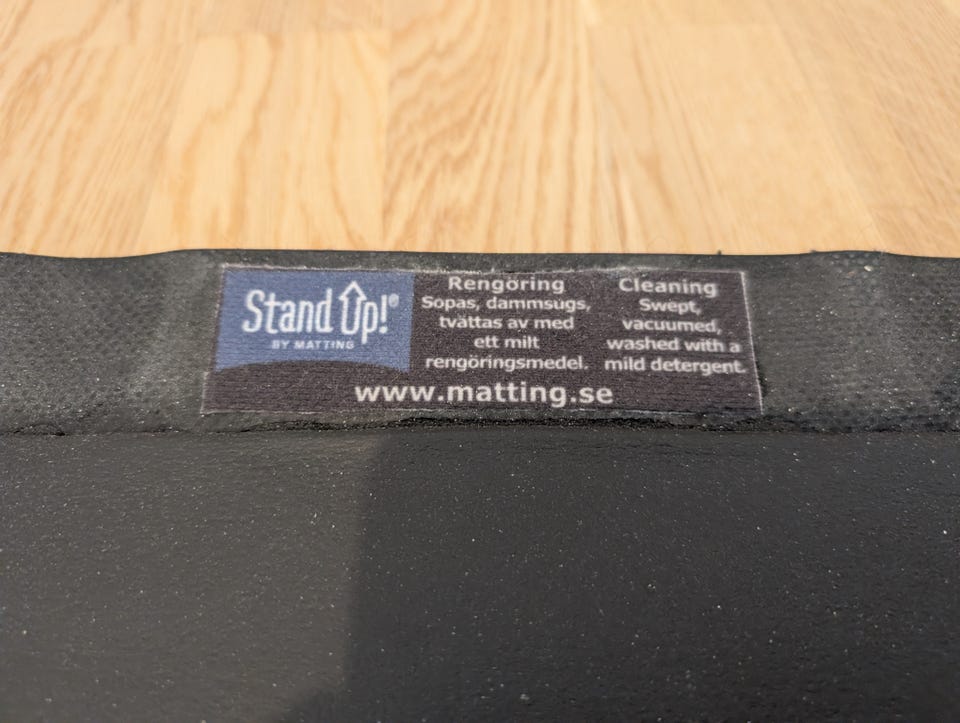 Stand Up!®
BY MATTING
Rengöring
Sopas, dammsugs,
tvättas av med
ett milt
rengöringsmedel.
Cleaning
Swept,
vacuumed,
washed with a
mild detergent.
www.matting.se